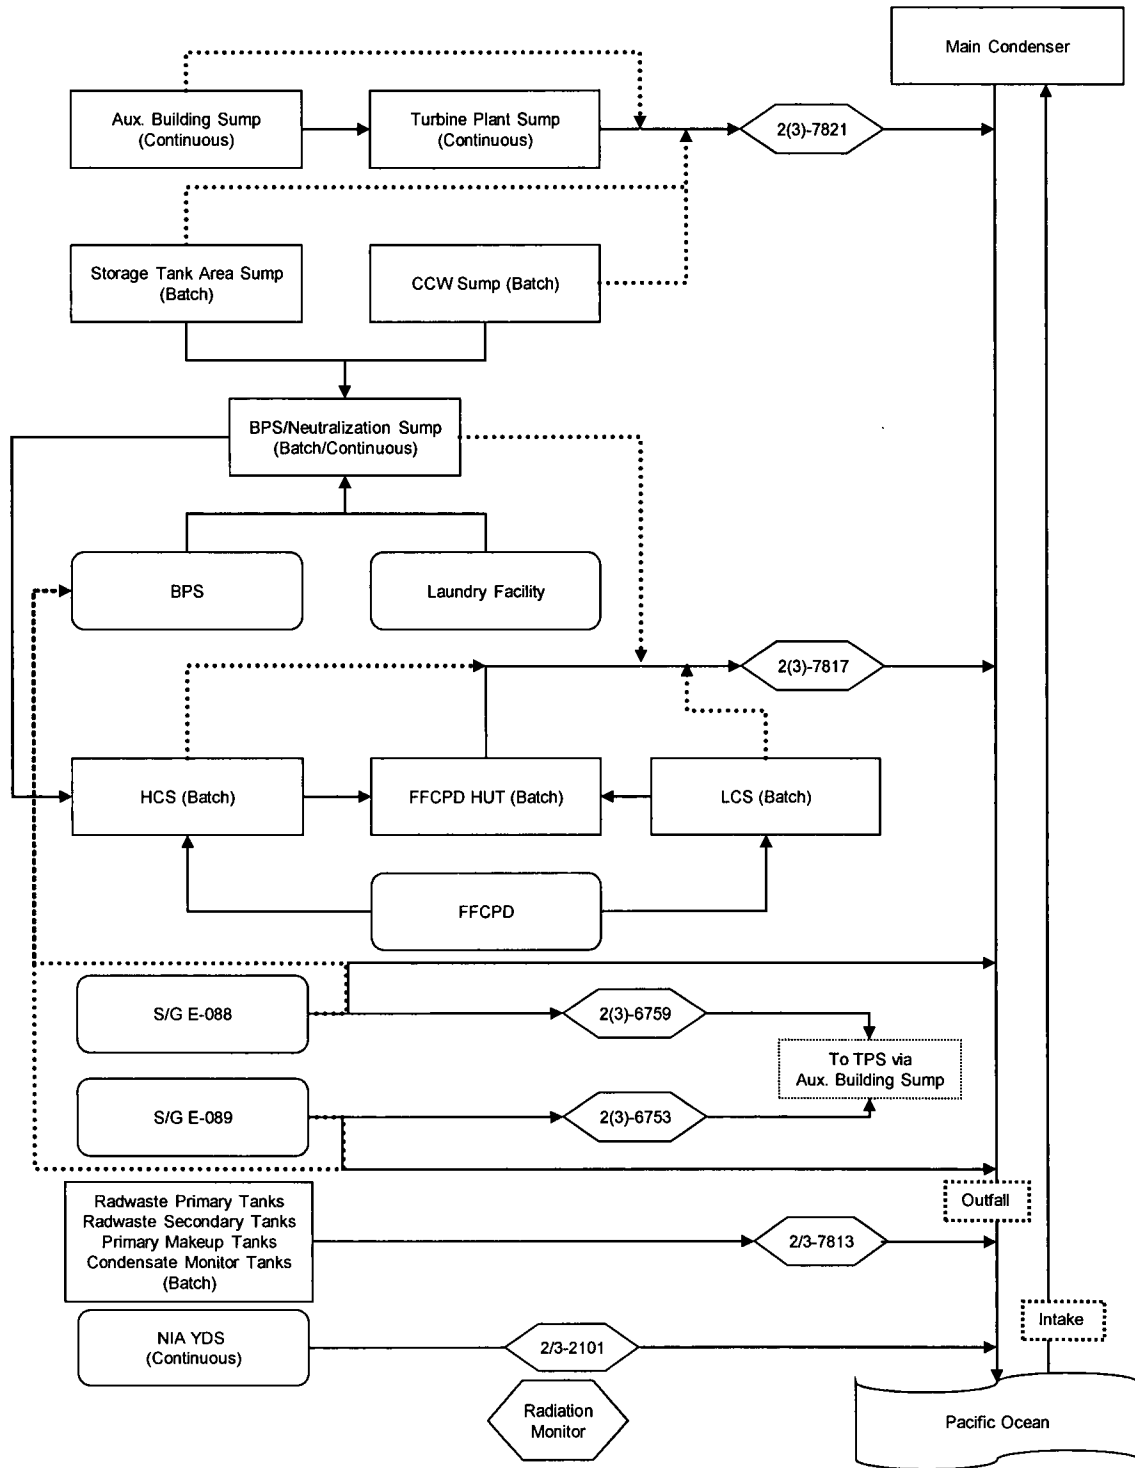 Main Condenser
Aux. Building Sump
(Continuous)
Turbine Plant Sump
(Continuous)
2(3)-7821
Storage Tank Area Sump
(Batch)
CCW Sump (Batch)
BPS/Neutralization Sump
(Batch/Continuous)
BPS
Laundry Facility
2(3)-7817
HCS (Batch)
FFCPD HUT (Batch)
LCS (Batch)
FFCPD
S/G E-088
2(3)-6759
To TPS via
Aux. Building Sump
S/G E-089
2(3)-6753
Radwaste Primary Tanks
Radwaste Secondary Tanks
Primary Makeup Tanks
Condensate Monitor Tanks
(Batch)
Outfall
2/3-7813
Intake
NIA YDS
(Continuous)
2/3-2101
Radiation
Monitor
Pacific Ocean